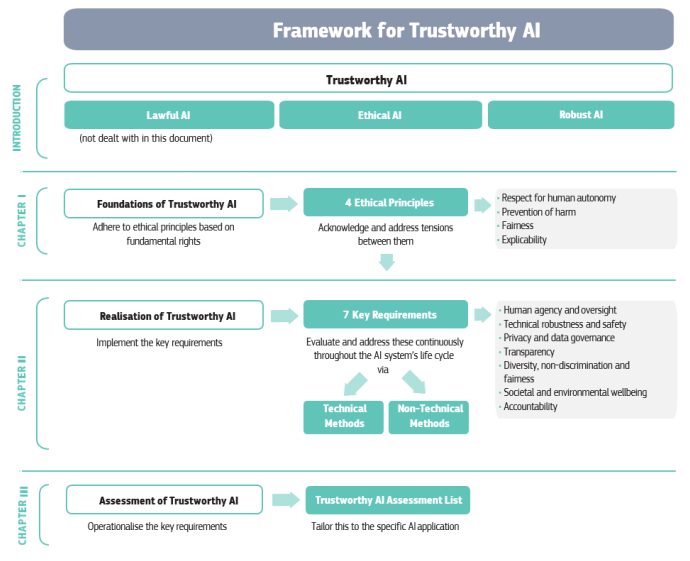 Framework for Trustworthy AI
INTRODUCTION
Trustworthy AI
Lawful AI
Ethical AI
Robust AI
(not dealt with in this document)
CHAPTER I
Foundations of Trustworthy AI
Adhere to ethical principles based on
fundamental rights
4 Ethical Principles
Acknowledge and address tensions
between them
· Respect for human autonomy
· Prevention of harm
· Fairness
· Explicability
CHAPTER II
Realisation of Trustworthy AI
Implement the key requirements
7 Key Requirements
Evaluate and address these continuously
throughout the AI system's life cycle
via
Technical
Methods
Non-Technical
Methods
· Human agency and oversight
· Technical robustness and safety
· Privacy and data governance
· Transparency
· Diversity, non-discrimination and
fairness
· Societal and environmental wellbeing
· Accountability
CHAPTER III
Assessment of Trustworthy AI
Operationalise the key requirements
Trustworthy AI Assessment List
Tailor this to the specific AI application